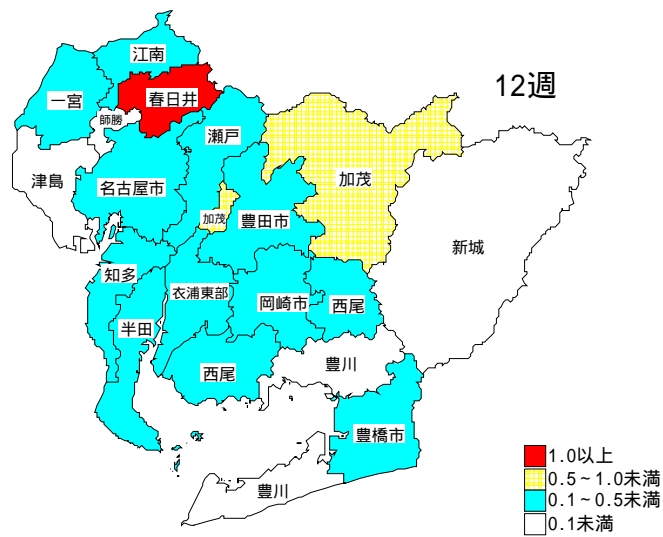 江南
12週
一宮
春日井
師勝
瀬戸
津島
名古屋市
加茂
加茂
豊田市
新城
知多
衣浦東部
岡崎市
西尾
半田
西尾
豊川
豊橋市
豊川
1.0以上
0.5~1.0未満
0.1~0.5未満
0.1未満